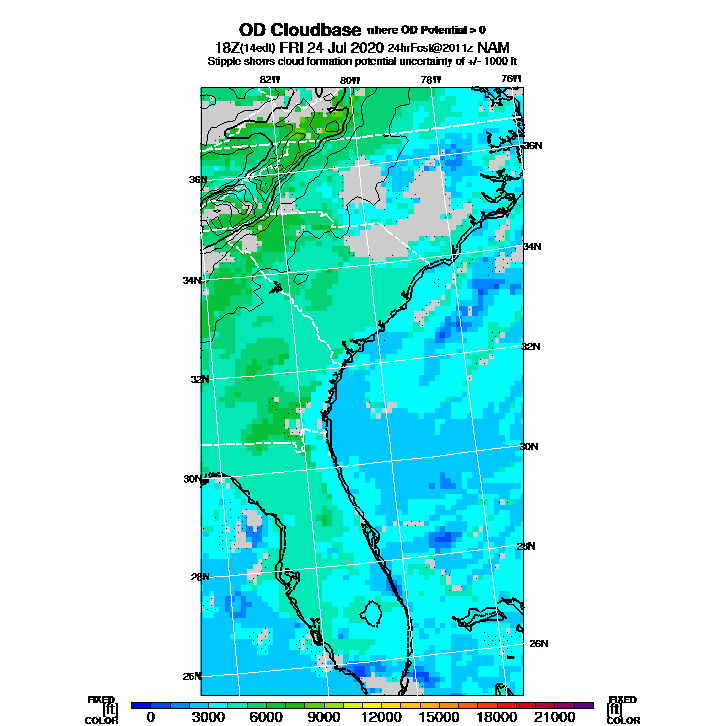 OD Cloudbase where OD Potential > 0
18Z(14edt) FRI 24 Jul 2020 24hrFcst@2011z NAM
Stipple shows cloud formation potential uncertainty of +/- 1000 ft
82W 80W 78W 76W
36N
36N
34N
34N
32N
32N
30N
30N
28N
28N
26N
26N
FIXED FIXED
[ft] [ft]
COLOR 0 3000 6000 9000 12000 15000 18000 21000 COLOR